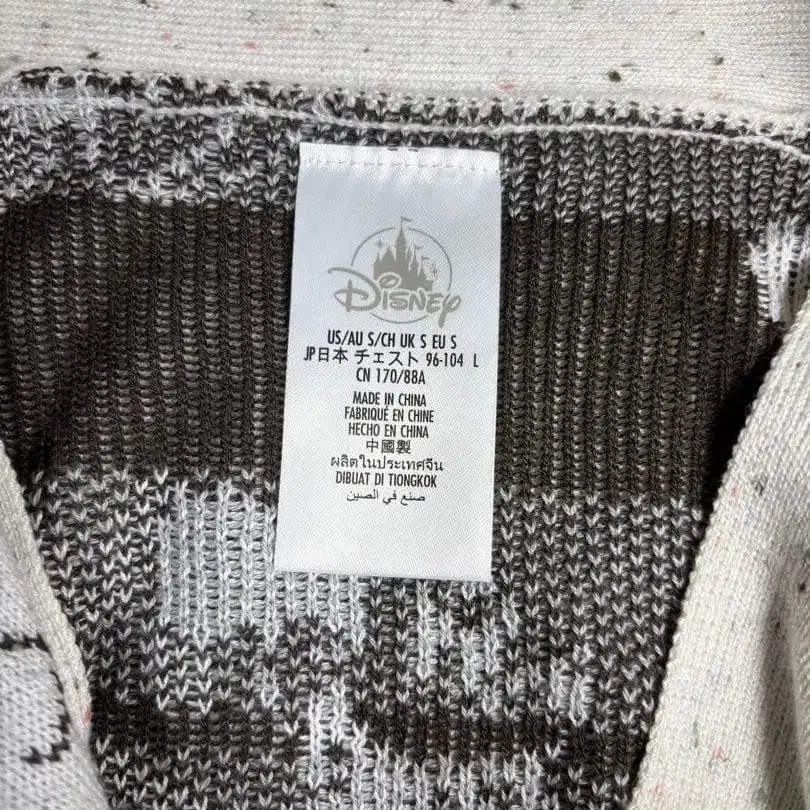 Disney
US/AU S/CH UK S EU S
JP日本 チェスト 96-104 L
CN 170/88A
MADE IN CHINA
FABRIQUÉ EN CHINE
HECHO EN CHINA
中國製
ผลิตในประเทศจีน
DIBUAT DI TIONGKOK
صنع في الصين